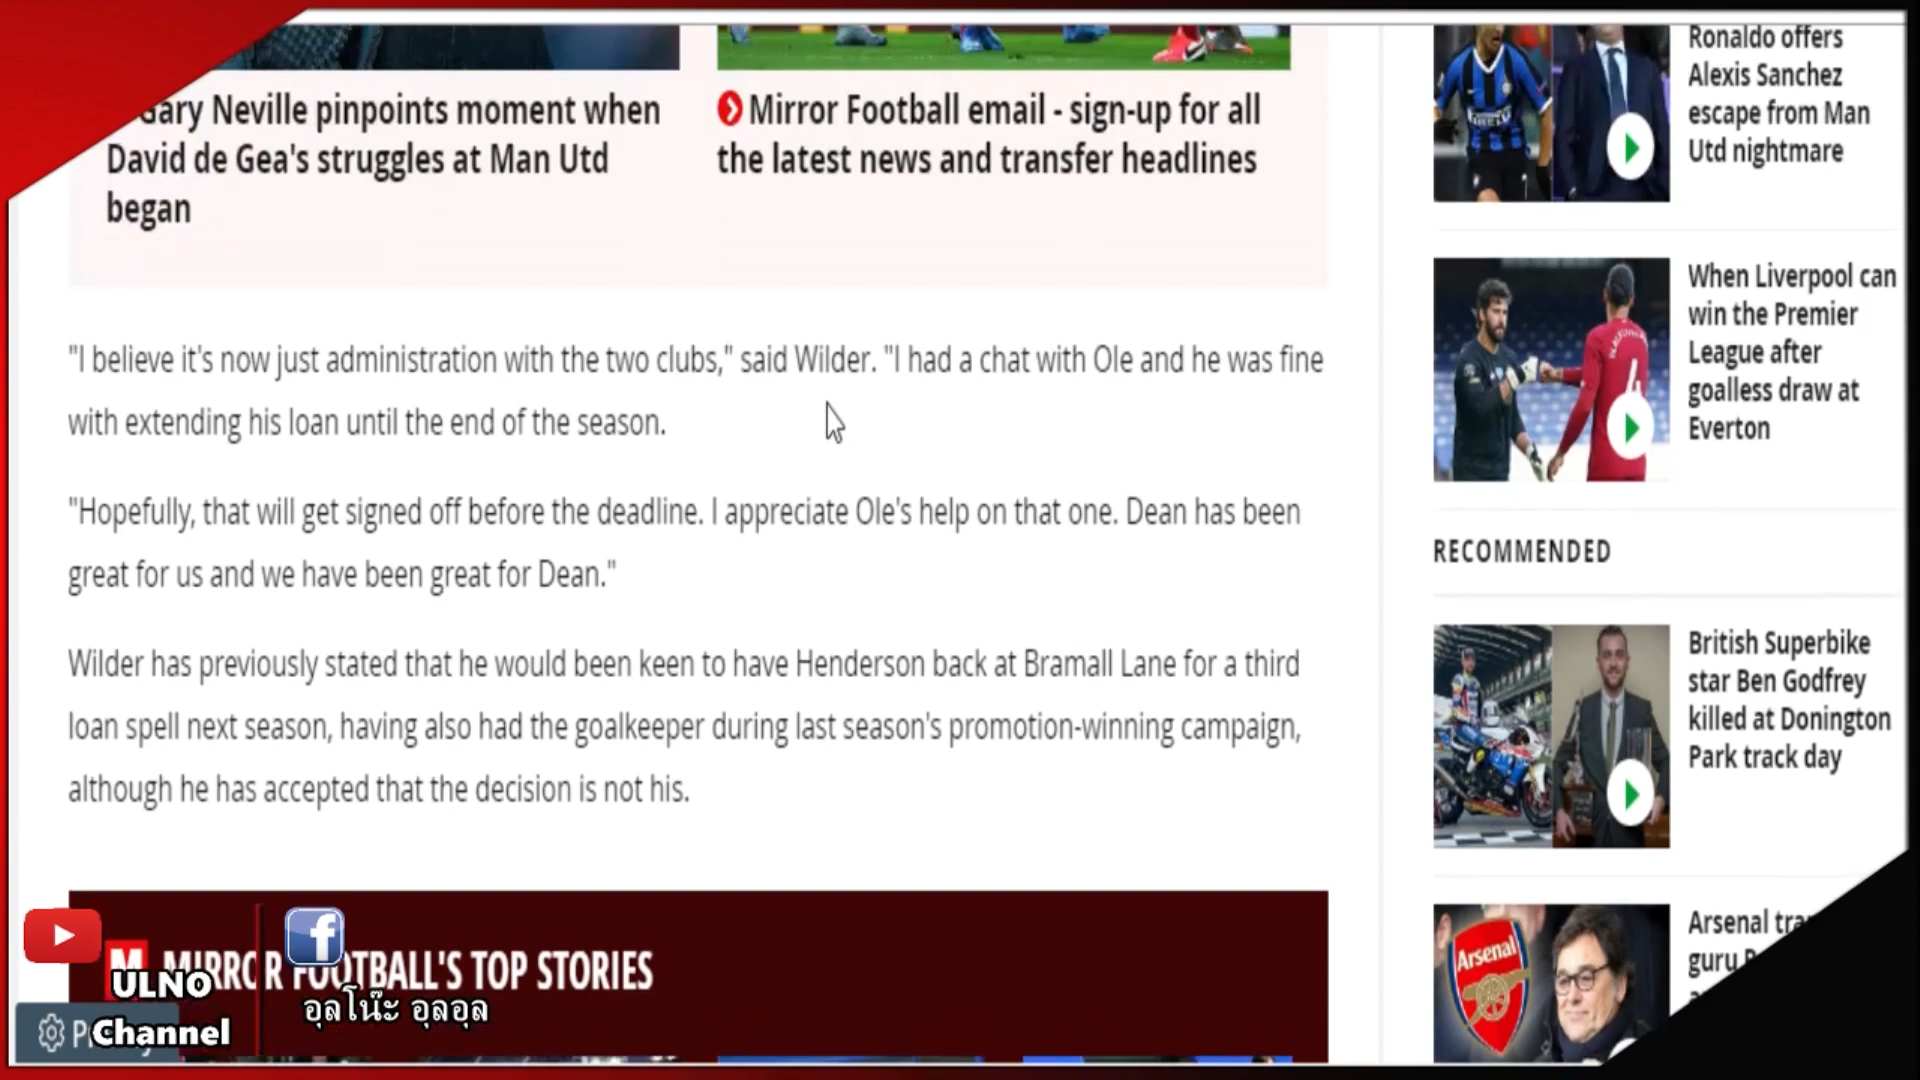 Gary Neville pinpoints moment when
David de Gea's struggles at Man Utd
began
Mirror Football email - sign-up for all
the latest news and transfer headlines
"I believe it's now just administration with the two clubs," said Wilder. "I had a chat with Ole and he was fine
with extending his loan until the end of the season.
"Hopefully, that will get signed off before the deadline. I appreciate Ole's help on that one. Dean has been
great for us and we have been great for Dean."
Wilder has previously stated that he would been keen to have Henderson back at Bramall Lane for a third
loan spell next season, having also had the goalkeeper during last season's promotion-winning campaign,
although he has accepted that the decision is not his.
M MIRROR FOOTBALL'S TOP STORIES
ULNO
Channel
อุลโน๊ะ อุลอุล
Ronaldo offers
Alexis Sanchez
escape from Man
Utd nightmare
When Liverpool can
win the Premier
League after
goalless draw at
Everton
RECOMMENDED
British Superbike
star Ben Godfrey
killed at Donington
Park track day
Arsenal
Arsenal
guru